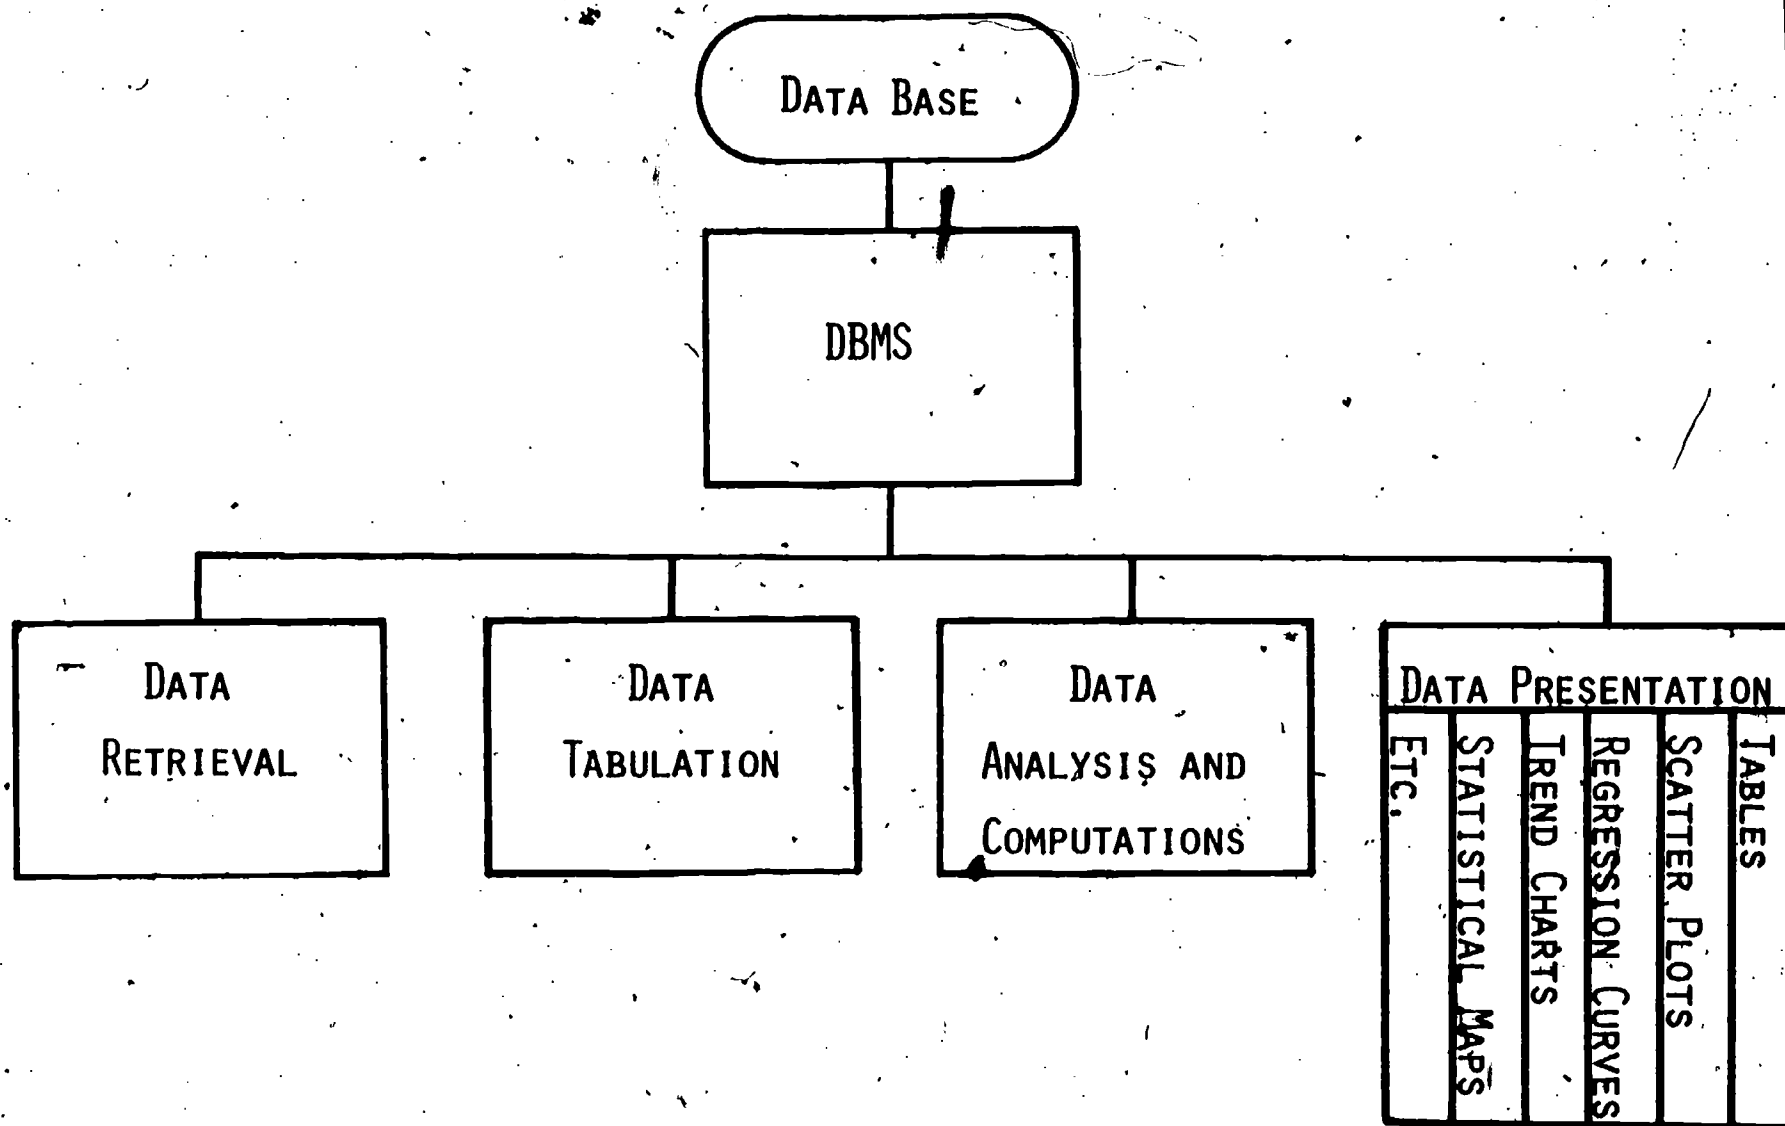 DATA BASE
DBMS
DATA
RETRIEVAL
DATA
TABULATION
DATA
ANALYSIS AND
COMPUTATIONS
DATA PRESENTATION
TABLES
SCATTER PLOTS
REGRESSION CURVES
TREND CHARTS
STATISTICAL MAPS
ETC.